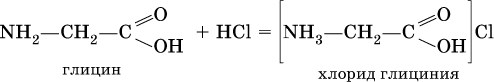 NH₂—CH₂—C(=O)—OH + HCl = [NH₃—CH₂—C(=O)—OH]Cl
глицин хлорид глициния